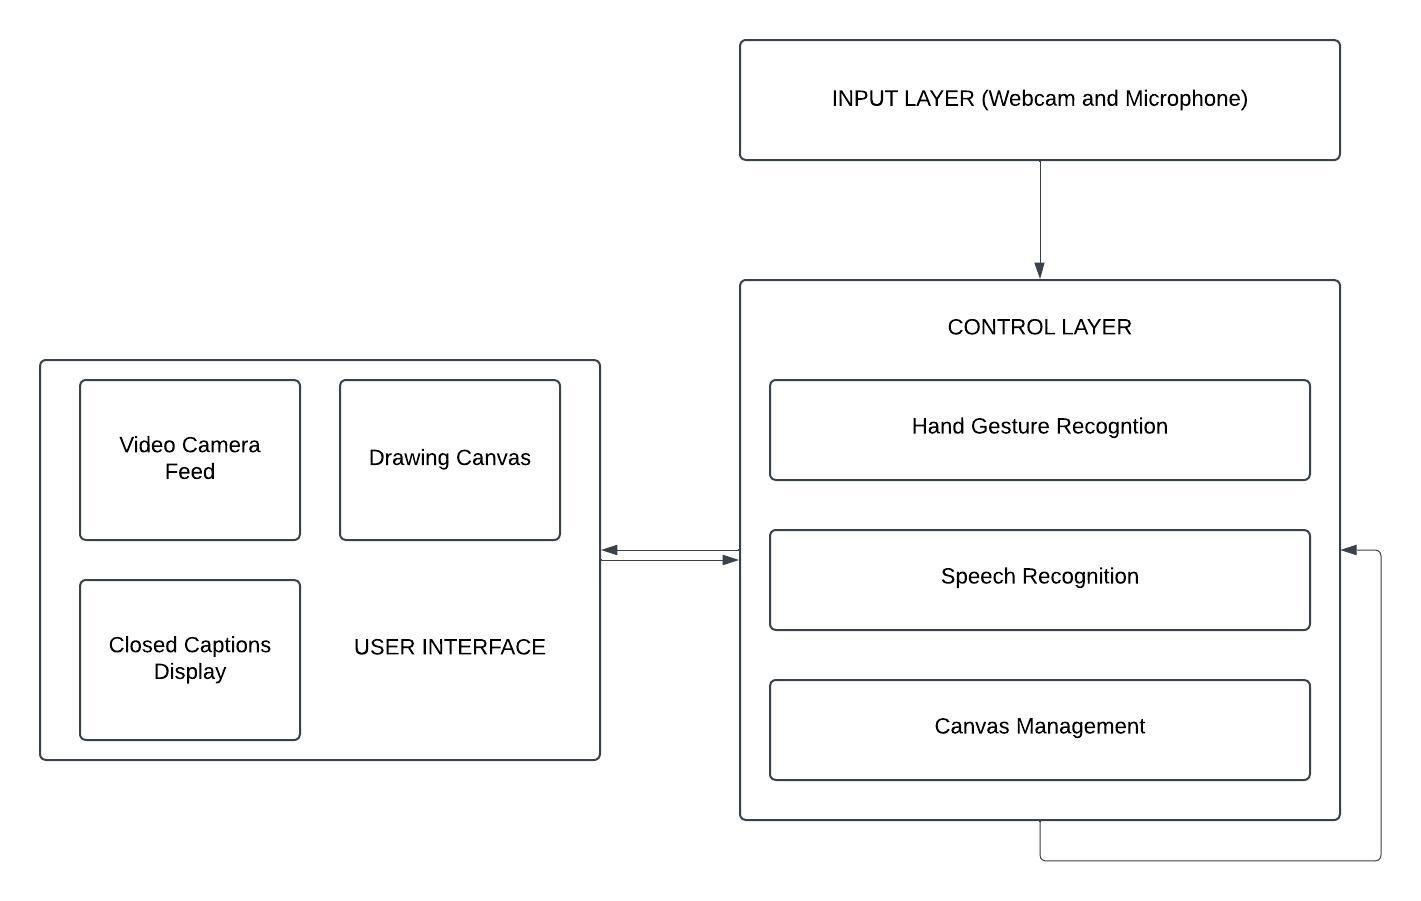 INPUT LAYER (Webcam and Microphone)
CONTROL LAYER
Hand Gesture Recogntion
Speech Recognition
Canvas Management
Video Camera
Feed
Drawing Canvas
Closed Captions
Display
USER INTERFACE